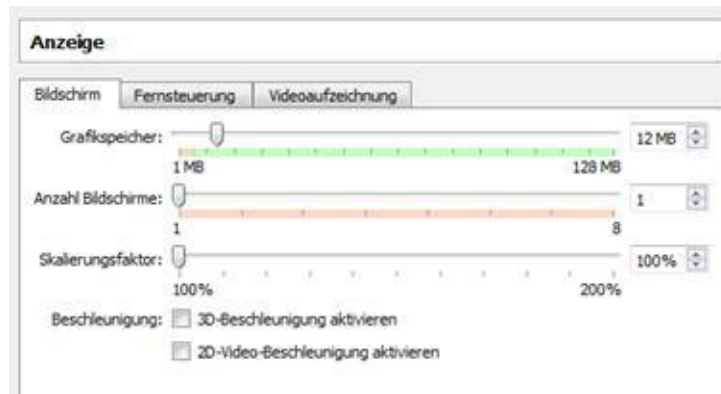 Anzeige
Bildschirm Fernsteuerung Videoaufzeichnung
Grafikspeicher: 12 MB
1 MB 128 MB
Anzahl Bildschirme: 1
1 8
Skalierungsfaktor: 100%
100% 200%
Beschleunigung: 3D-Beschleunigung aktivieren
2D-Video-Beschleunigung aktivieren